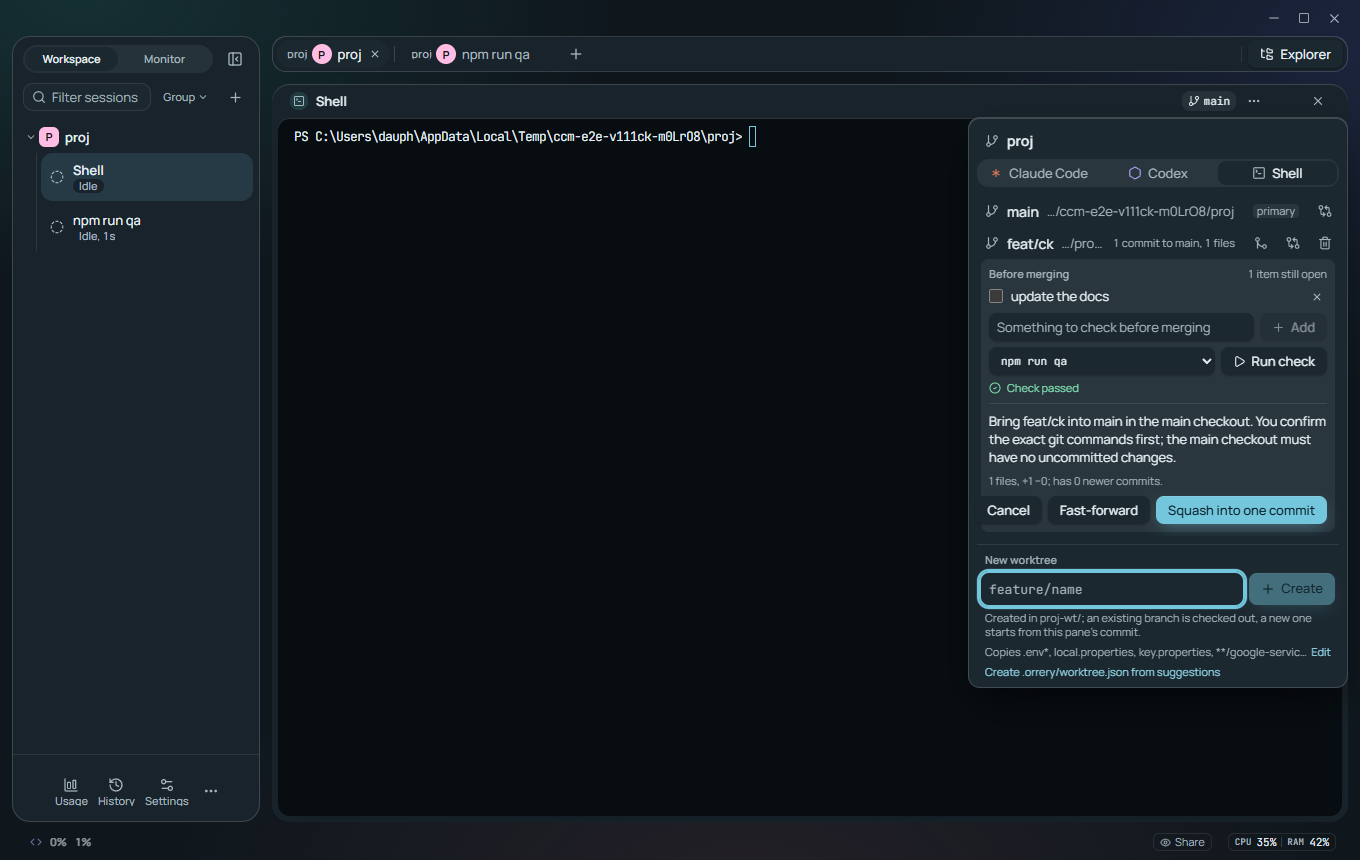 Workspace
Monitor
Filter sessions
Group
P proj
Shell
Idle
npm run qa
Idle, 1 s
Usage
History
Settings
0% 1%
proj P proj
proj P npm run qa
Explorer
Shell
main
PS C:\Users\dauph\AppData\Local\Temp\ccm-e2e-v111ck-m0LrO8\proj>
proj
Claude Code
Codex
Shell
main …/ccm-e2e-v111ck-m0LrO8/proj primary
feat/ck …/pro… 1 commit to main, 1 files
Before merging 1 item still open
update the docs
Something to check before merging
Add
npm run qa
Run check
Check passed
Bring feat/ck into main in the main checkout. You confirm
the exact git commands first; the main checkout must
have no uncommitted changes.
1 files, +1 −0; has 0 newer commits.
Cancel
Fast-forward
Squash into one commit
New worktree
feature/name
Create
Created in proj-wt/; an existing branch is checked out, a new one
starts from this pane's commit.
Copies .env*, local.properties, key.properties, **/google-servic… Edit
Create .orrery/worktree.json from suggestions
Share
CPU 35% RAM 42%